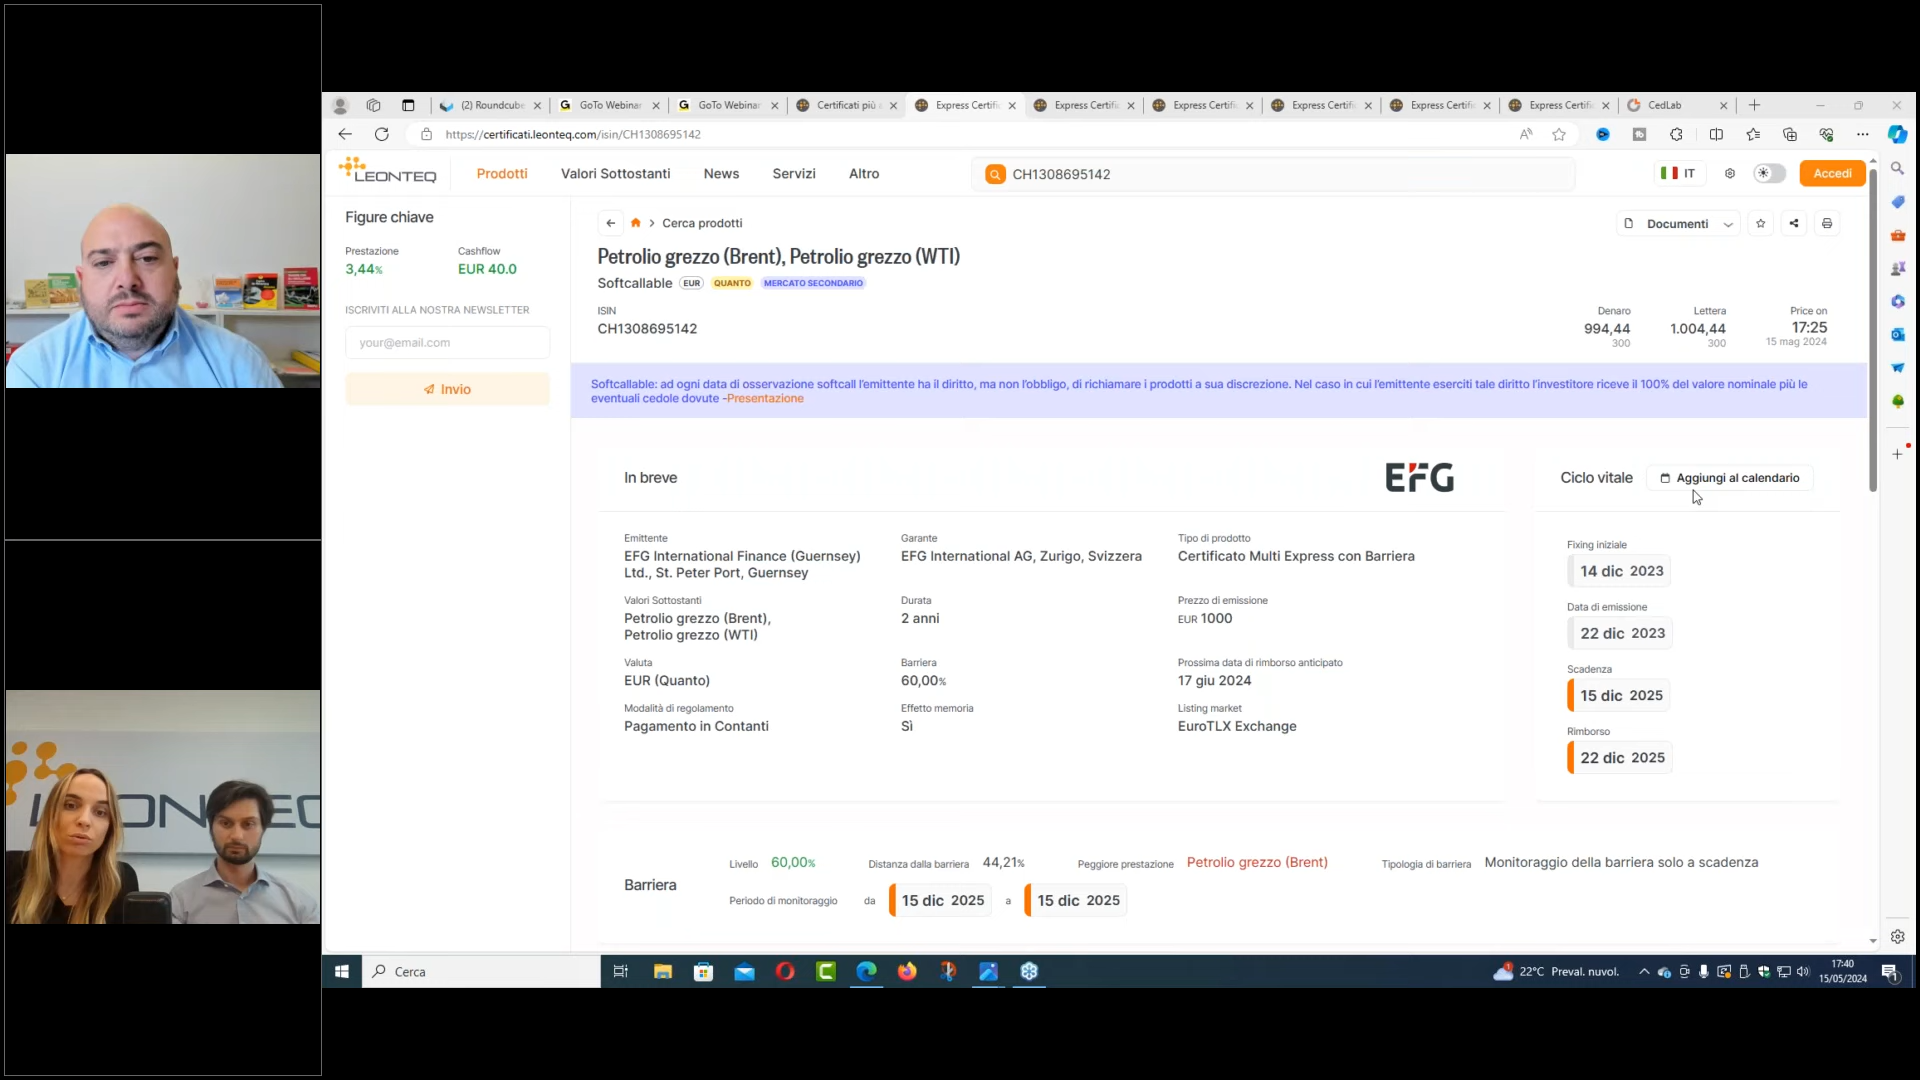 (2) Roundcube
GoTo Webinar
GoTo Webinar
Certificati più a
Express Certific
Express Certific
Express Certific
Express Certific
Express Certific
Express Certific
CedLab
https://certificati.leonteq.com/isin/CH1308695142
LEONTEQ
Prodotti
Valori Sottostanti
News
Servizi
Altro
CH1308695142
IT
Accedi
Figure chiave
Prestazione
Cashflow
3,44%
EUR 40.0
ISCRIVITI ALLA NOSTRA NEWSLETTER
your@email.com
Invio
Cerca prodotti
Documenti
Petrolio grezzo (Brent), Petrolio grezzo (WTI)
Softcallable EUR QUANTO MERCATO SECONDARIO
ISIN
CH1308695142
Denaro
994,44
300
Lettera
1.004,44
300
Price on
17:25
15 mag 2024
Softcallable: ad ogni data di osservazione softcall l'emittente ha il diritto, ma non l'obbligo, di richiamare i prodotti a sua discrezione. Nel caso in cui l'emittente eserciti tale diritto l'investitore riceve il 100% del valore nominale più le
eventuali cedole dovute -Presentazione
In breve
EFG
Emittente
EFG International Finance (Guernsey)
Ltd., St. Peter Port, Guernsey
Garante
EFG International AG, Zurigo, Svizzera
Tipo di prodotto
Certificato Multi Express con Barriera
Valori Sottostanti
Petrolio grezzo (Brent),
Petrolio grezzo (WTI)
Durata
2 anni
Prezzo di emissione
EUR 1000
Valuta
EUR (Quanto)
Barriera
60,00%
Prossima data di rimborso anticipato
17 giu 2024
Modalità di regolamento
Pagamento in Contanti
Effetto memoria
Sì
Listing market
EuroTLX Exchange
Ciclo vitale
Aggiungi al calendario
Fixing iniziale
14 dic 2023
Data di emissione
22 dic 2023
Scadenza
15 dic 2025
Rimborso
22 dic 2025
Barriera
Livello 60,00%
Distanza dalla barriera 44,21%
Peggiore prestazione Petrolio grezzo (Brent)
Tipologia di barriera Monitoraggio della barriera solo a scadenza
Periodo di monitoraggio da 15 dic 2025 a 15 dic 2025
Cerca
22°C Preval. nuvol.
17:40
15/05/2024